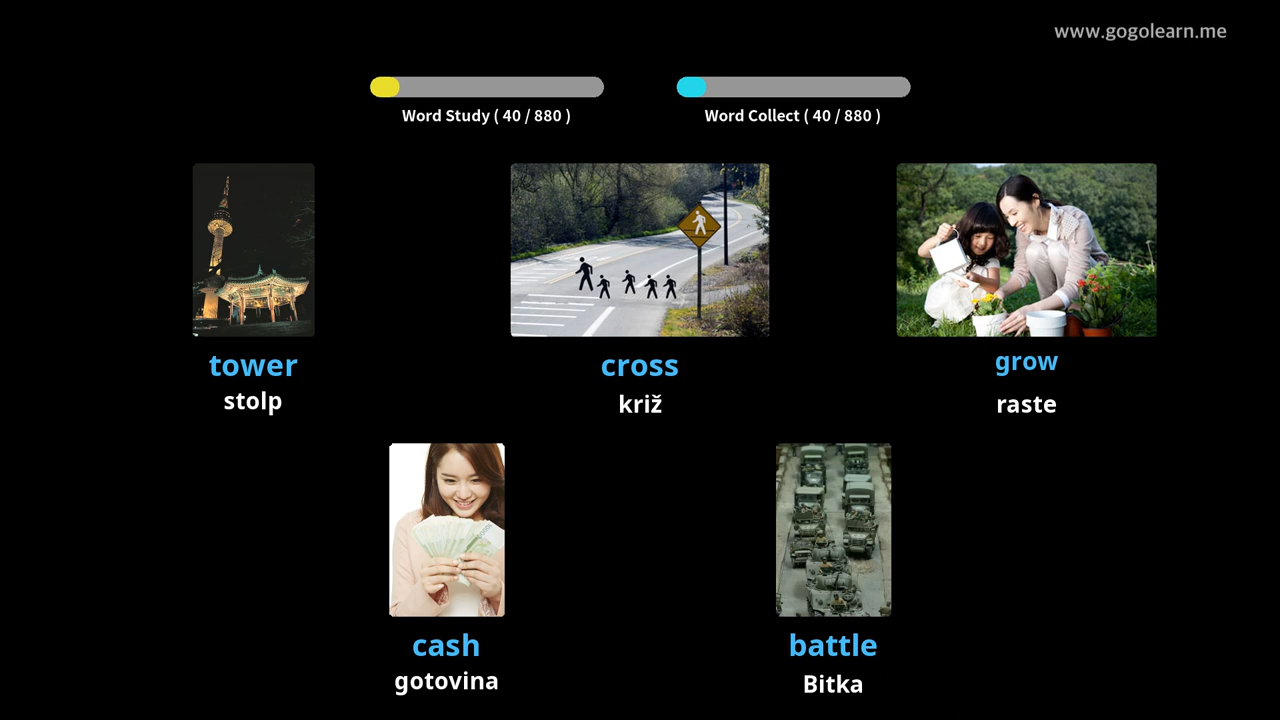 www.gogolearn.me
Word Study ( 40 / 880 )
Word Collect ( 40 / 880 )
tower
stolp
cross
križ
grow
raste
cash
gotovina
battle
Bitka